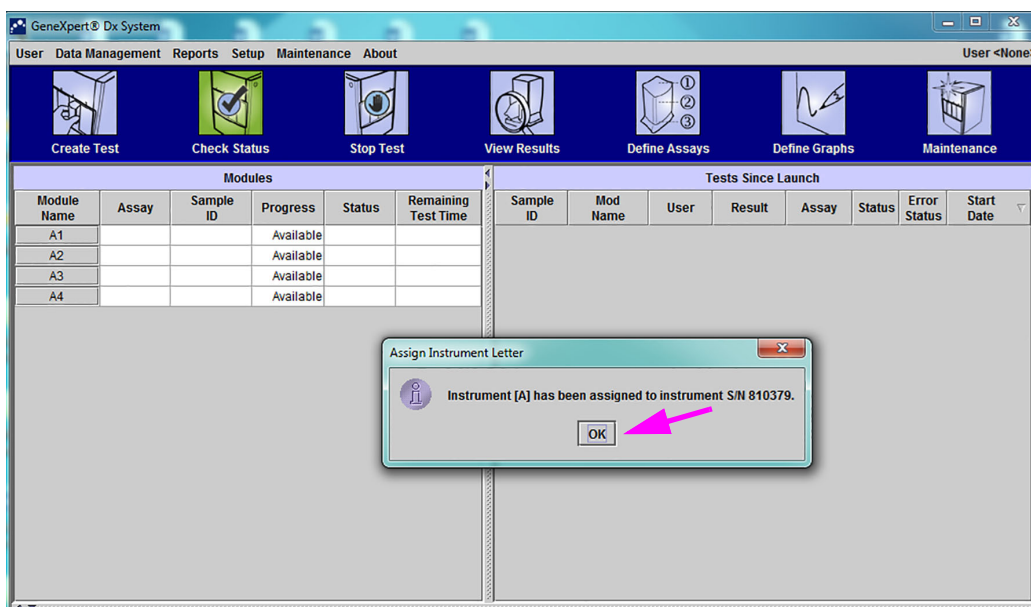 GeneXpert® Dx System
User Data Management Reports Setup Maintenance About User <None>
Create Test Check Status Stop Test View Results Define Assays Define Graphs Maintenance
①
②
③
Modules
Module Name Assay Sample ID Progress Status Remaining Test Time
A1 Available
A2 Available
A3 Available
A4 Available
Tests Since Launch
Sample ID Mod Name User Result Assay Status Error Status Start Date
Assign Instrument Letter
Instrument [A] has been assigned to instrument S/N 810379.
OK